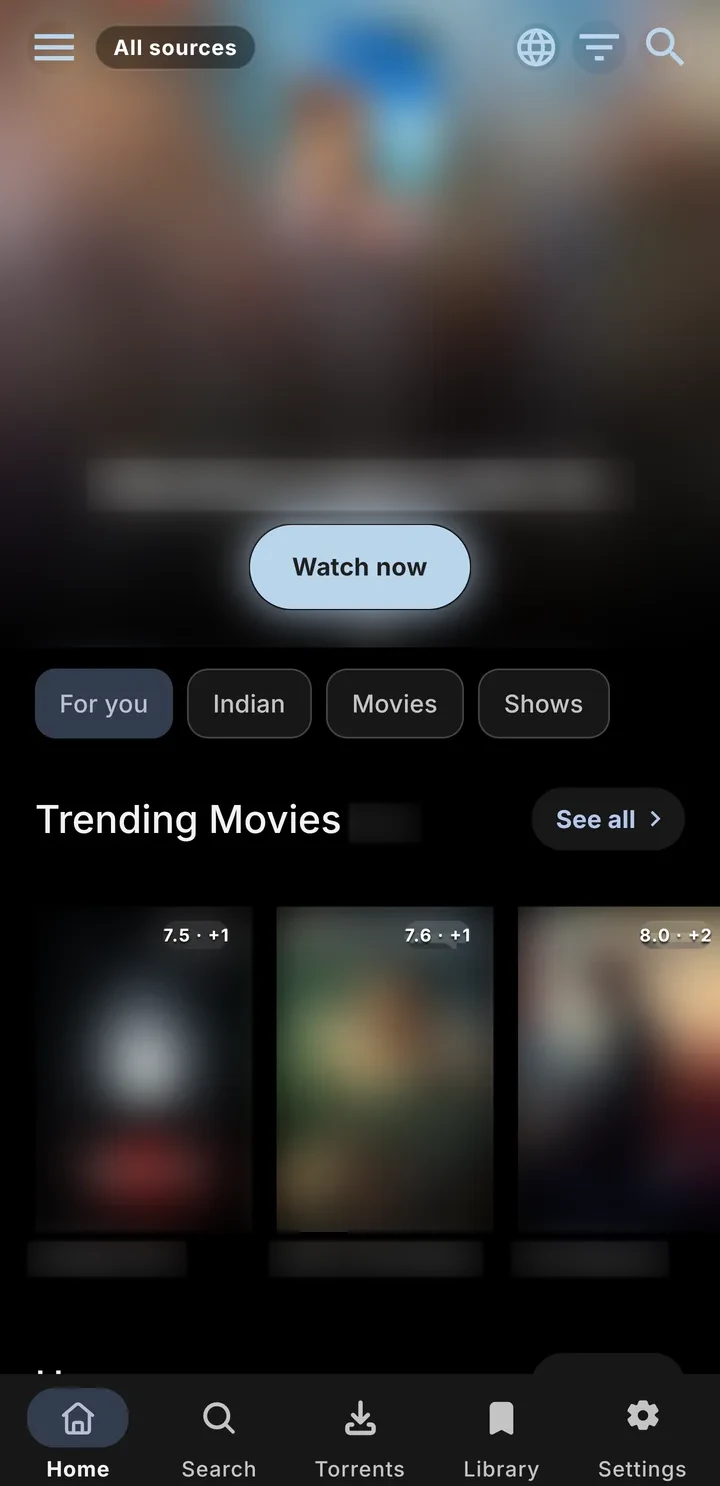 All sources
Watch now
For you
Indian
Movies
Shows
Trending Movies
See all
7.5 · +1
7.6 · +1
8.0 · +2
Home
Search
Torrents
Library
Settings